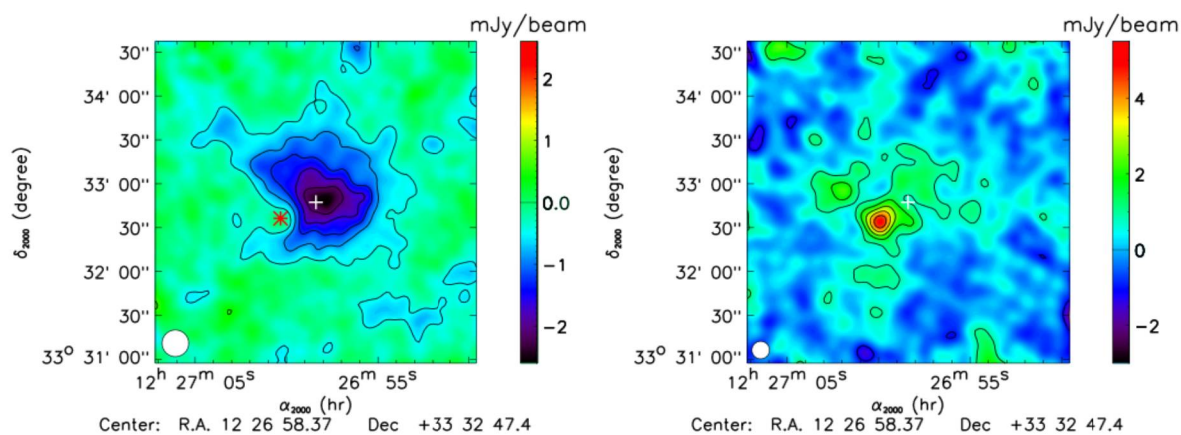 mJy/beam
30''
34' 00''
30''
33' 00''
30''
32' 00''
30''
33° 31' 00''
δ2000 (degree)
2
1
0.0
−1
−2
12h 27m 05s 26m 55s
α2000 (hr)
Center: R.A. 12 26 58.37 Dec +33 32 47.4
mJy/beam
30''
34' 00''
30''
33' 00''
30''
32' 00''
30''
33° 31' 00''
δ2000 (degree)
4
2
0
−2
12h 27m 05s 26m 55s
α2000 (hr)
Center: R.A. 12 26 58.37 Dec +33 32 47.4